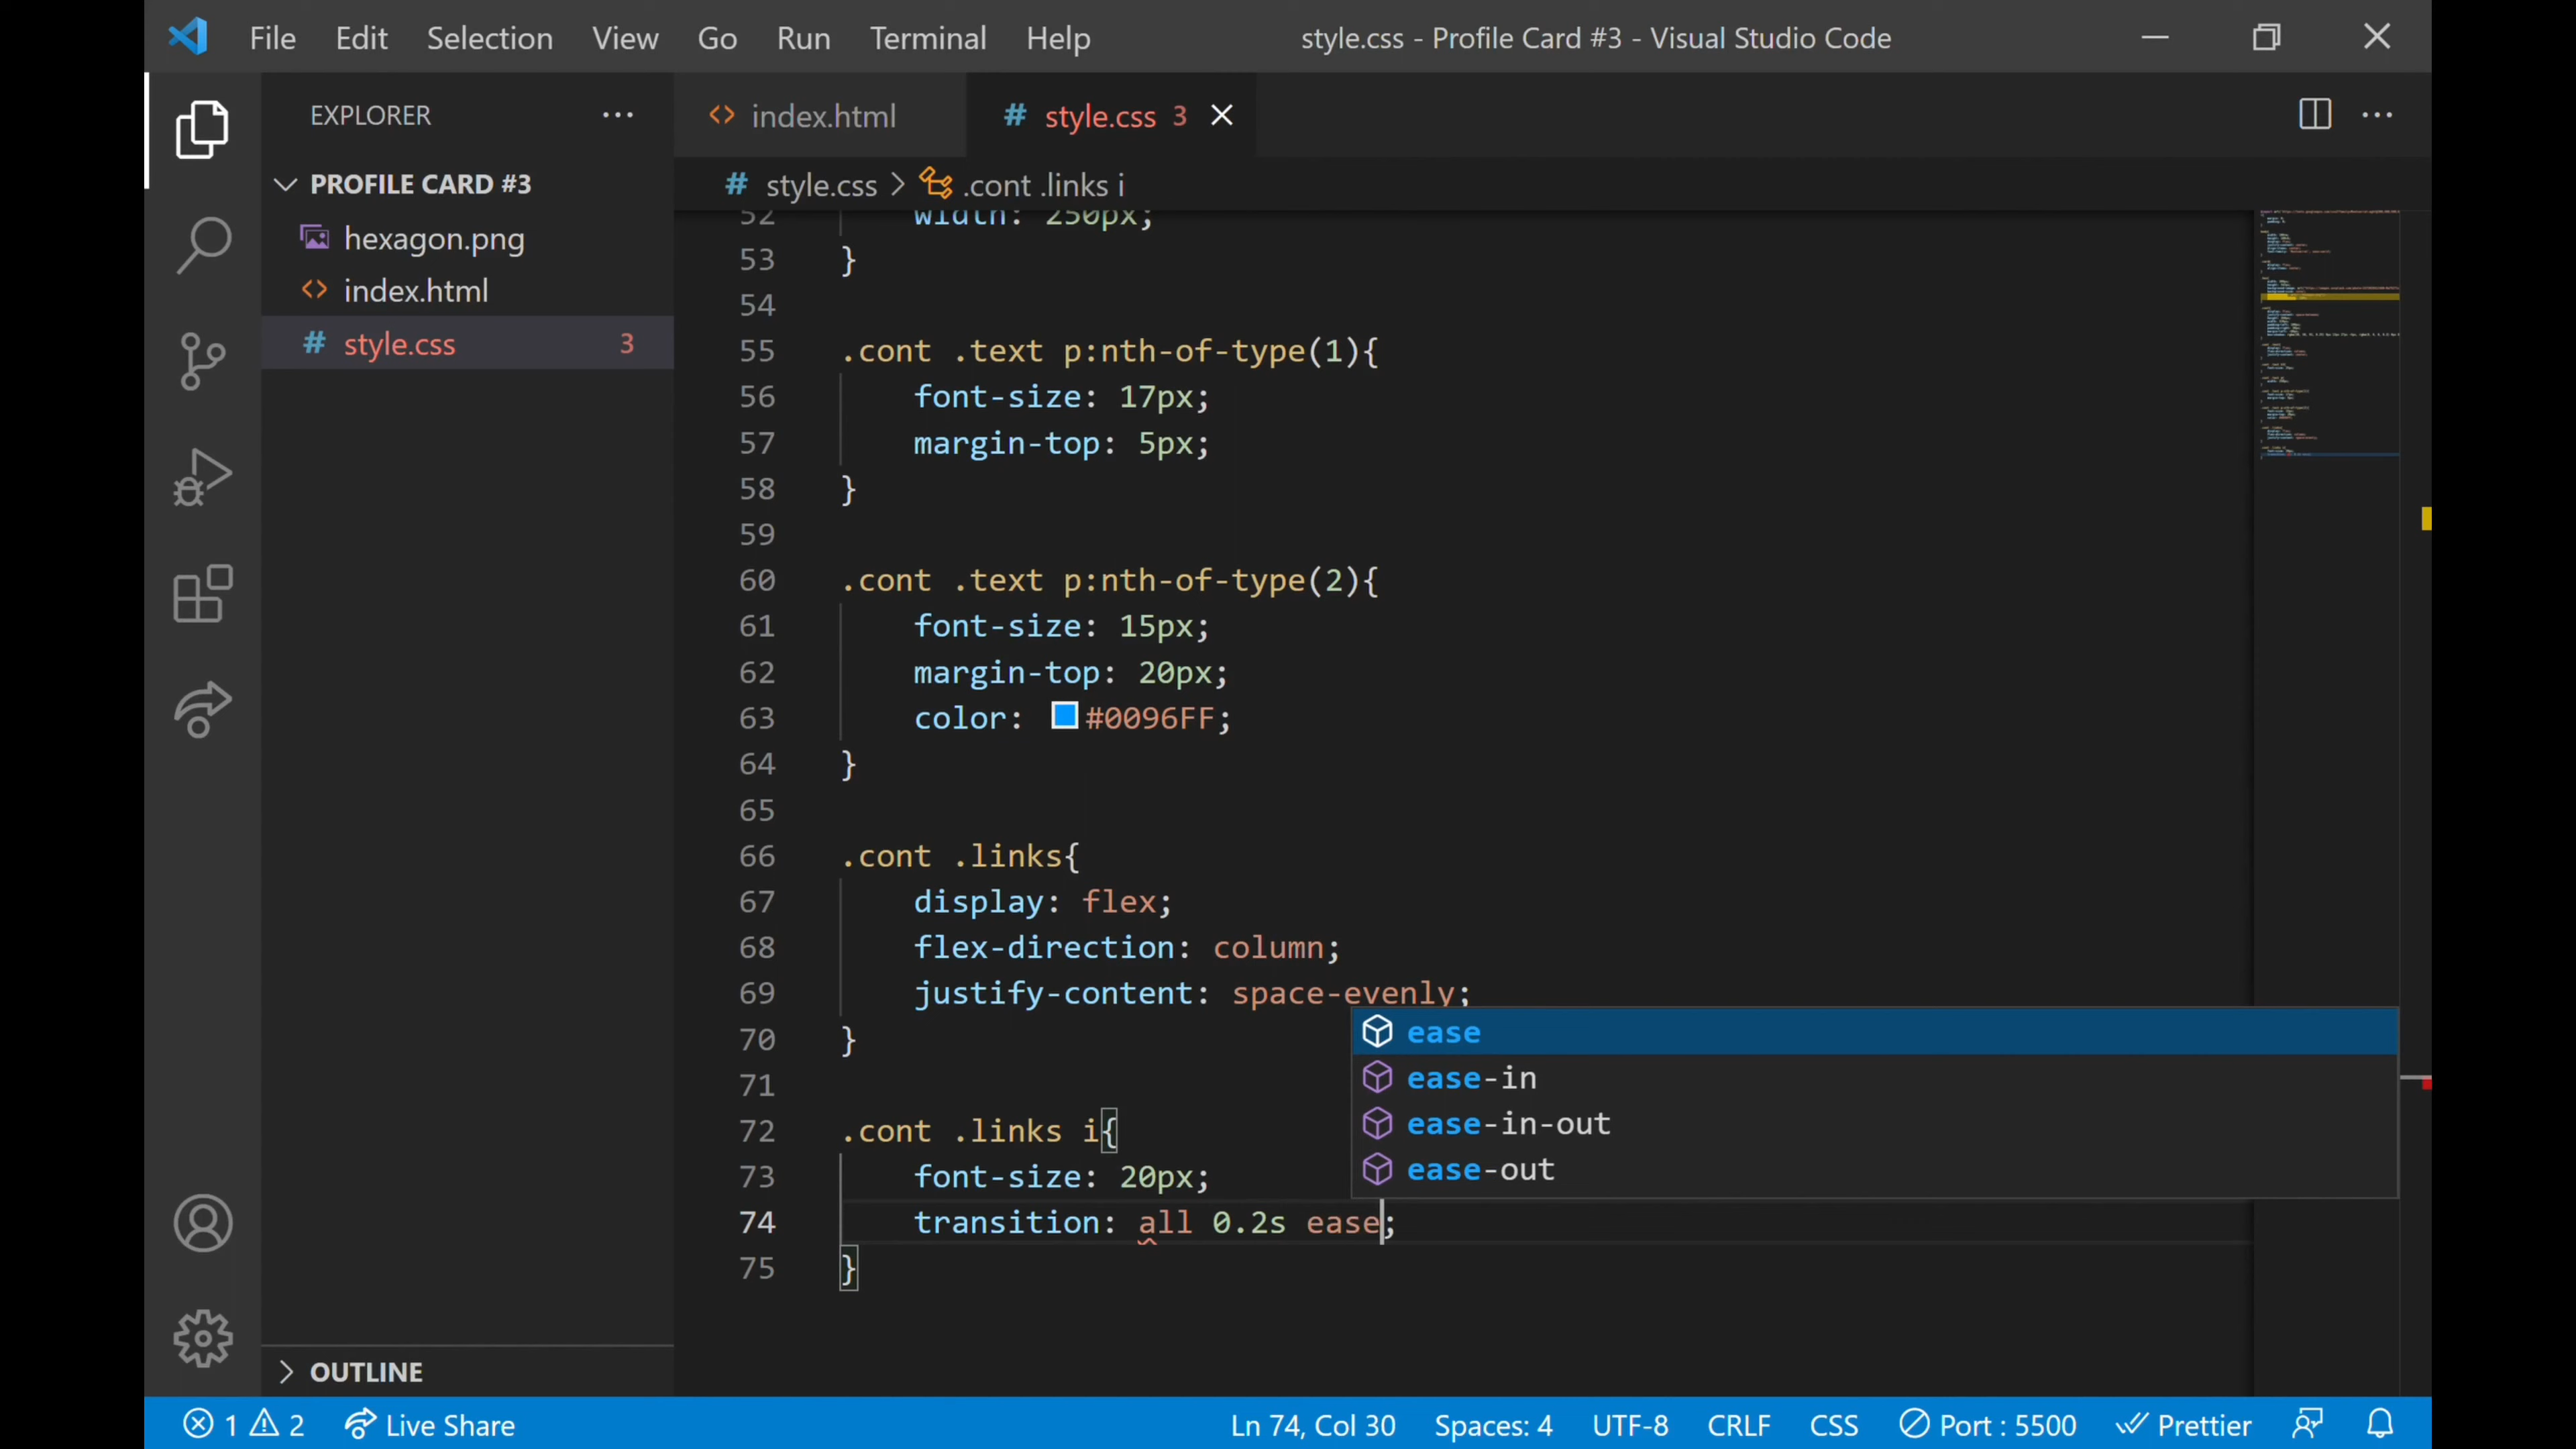 File Edit Selection View Go Run Terminal Help style.css - Profile Card #3 - Visual Studio Code
EXPLORER
PROFILE CARD #3
hexagon.png
index.html
style.css 3
OUTLINE
index.html style.css 3
style.css > .cont .links i
52 width: 250px;
53 }
54
55 .cont .text p:nth-of-type(1){
56 font-size: 17px;
57 margin-top: 5px;
58 }
59
60 .cont .text p:nth-of-type(2){
61 font-size: 15px;
62 margin-top: 20px;
63 color: #0096FF;
64 }
65
66 .cont .links{
67 display: flex;
68 flex-direction: column;
69 justify-content: space-evenly;
70 }
71
72 .cont .links i{
73 font-size: 20px;
74 transition: all 0.2s ease;
75 }
ease
ease-in
ease-in-out
ease-out
1 2 Live Share Ln 74, Col 30 Spaces: 4 UTF-8 CRLF CSS Port : 5500 Prettier